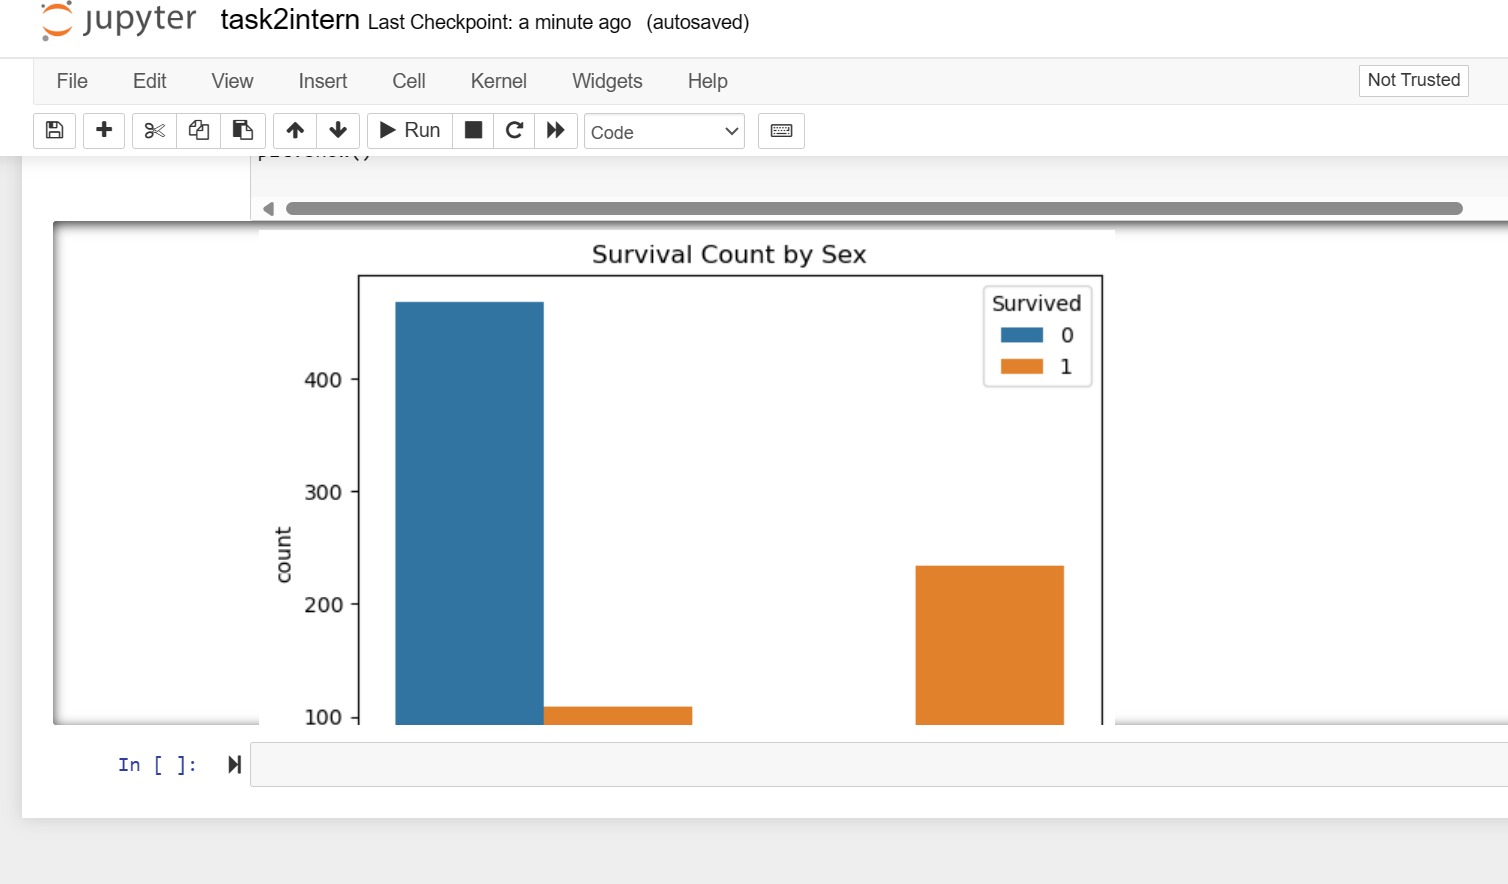 jupyter task2intern Last Checkpoint: a minute ago (autosaved)
File Edit View Insert Cell Kernel Widgets Help Not Trusted
Run Code
Survival Count by Sex
Survived
0
1
400
300
count
200
100
In [ ]: